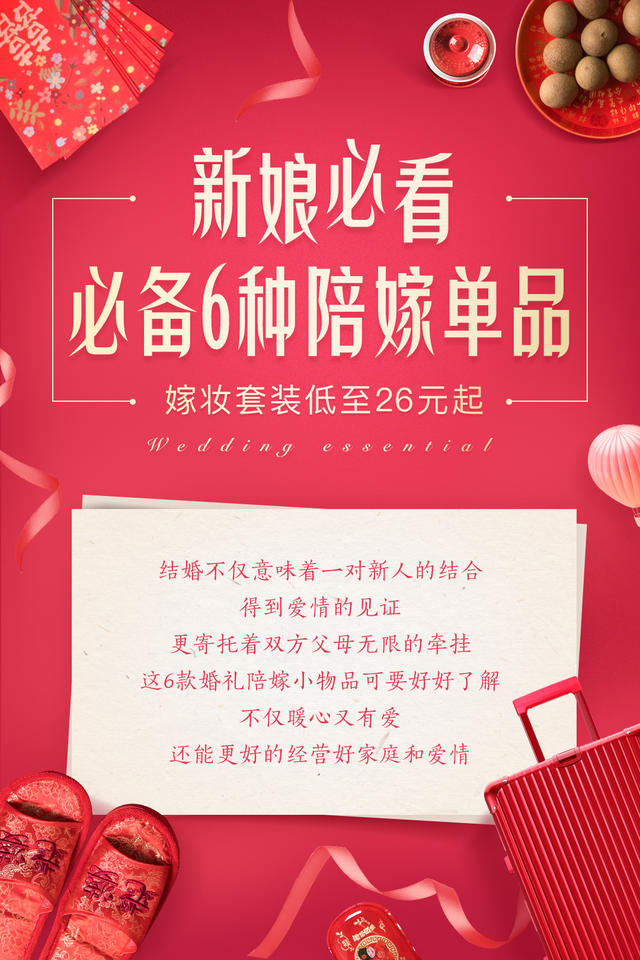 新娘必看
必备6种陪嫁单品
嫁妆套装低至26元起
Wedding essential
结婚不仅意味着一对新人的结合
得到爱情的见证
更寄托着双方父母无限的牵挂
这6款婚礼陪嫁小物品可要好好了解
不仅暖心又有爱
还能更好的经营好家庭和爱情